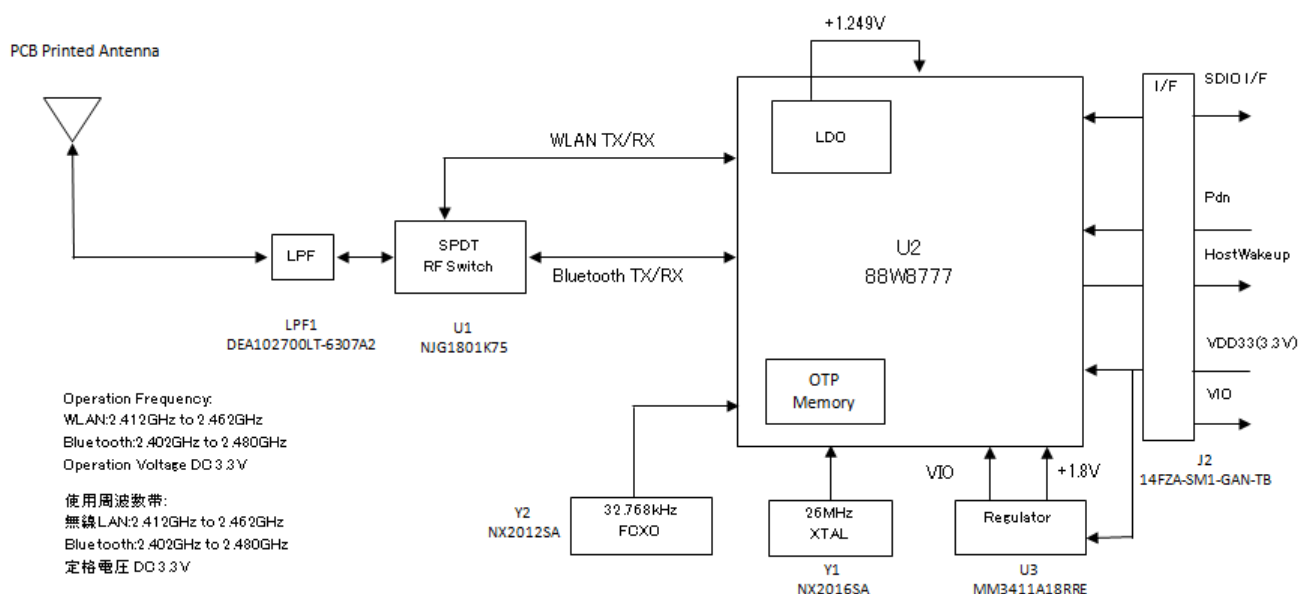 +1.249V
PCB Printed Antenna
I/F
SDIO I/F
LDO
WLAN TX/RX
Pdn
SPDT
RF Switch
LPF
U2
88W8777
HostWakeup
Bluetooth TX/RX
LPF1
DEA102700LT-6307A2
U1
NJG1801K75
VDD33(3.3V)
OTP
Memory
VIO
Operation Frequency:
WLAN:2.412GHz to 2.462GHz
Bluetooth:2.402GHz to 2.480GHz
Operation Voltage DC 3.3V
J2
14FZA-SM1-GAN-TB
VIO
+1.8V
使用周波数帯:
無線LAN:2.412GHz to 2.462GHz
Bluetooth:2.402GHz to 2.480GHz
定格電圧 DC 3.3V
Y2
NX2012SA
32.768kHz
FCXO
26MHz
XTAL
Regulator
Y1
NX2016SA
U3
MM3411A18RRE